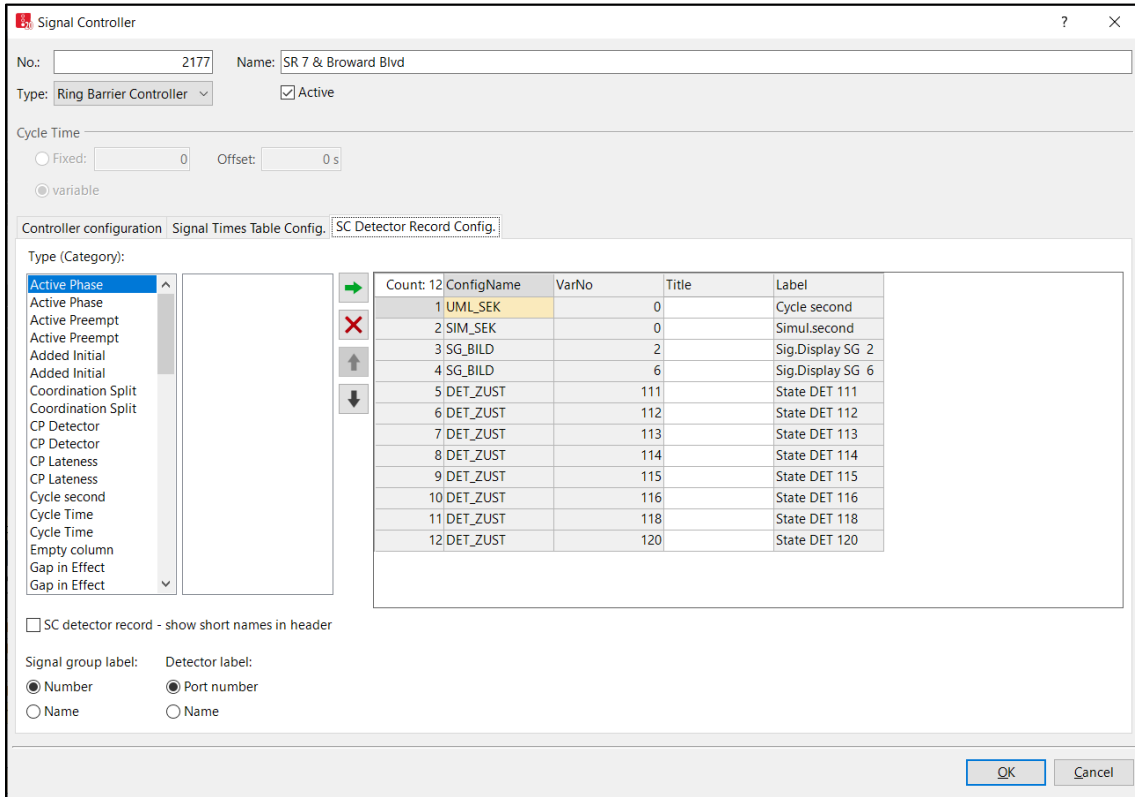 Signal Controller ? ×
No.: 2177 Name: SR 7 & Broward Blvd
Type: Ring Barrier Controller Active
Cycle Time
Fixed: 0 Offset: 0 s
variable
Controller configuration Signal Times Table Config. SC Detector Record Config.
Type (Category):
Active Phase
Active Phase
Active Preempt
Active Preempt
Added Initial
Added Initial
Coordination Split
Coordination Split
CP Detector
CP Detector
CP Lateness
CP Lateness
Cycle second
Cycle Time
Cycle Time
Empty column
Gap in Effect
Gap in Effect
Count: 12 ConfigName VarNo Title Label
1 UML_SEK 0 Cycle second
2 SIM_SEK 0 Simul.second
3 SG_BILD 2 Sig.Display SG 2
4 SG_BILD 6 Sig.Display SG 6
5 DET_ZUST 111 State DET 111
6 DET_ZUST 112 State DET 112
7 DET_ZUST 113 State DET 113
8 DET_ZUST 114 State DET 114
9 DET_ZUST 115 State DET 115
10 DET_ZUST 116 State DET 116
11 DET_ZUST 118 State DET 118
12 DET_ZUST 120 State DET 120
SC detector record - show short names in header
Signal group label: Detector label:
Number Port number
Name Name
OK Cancel